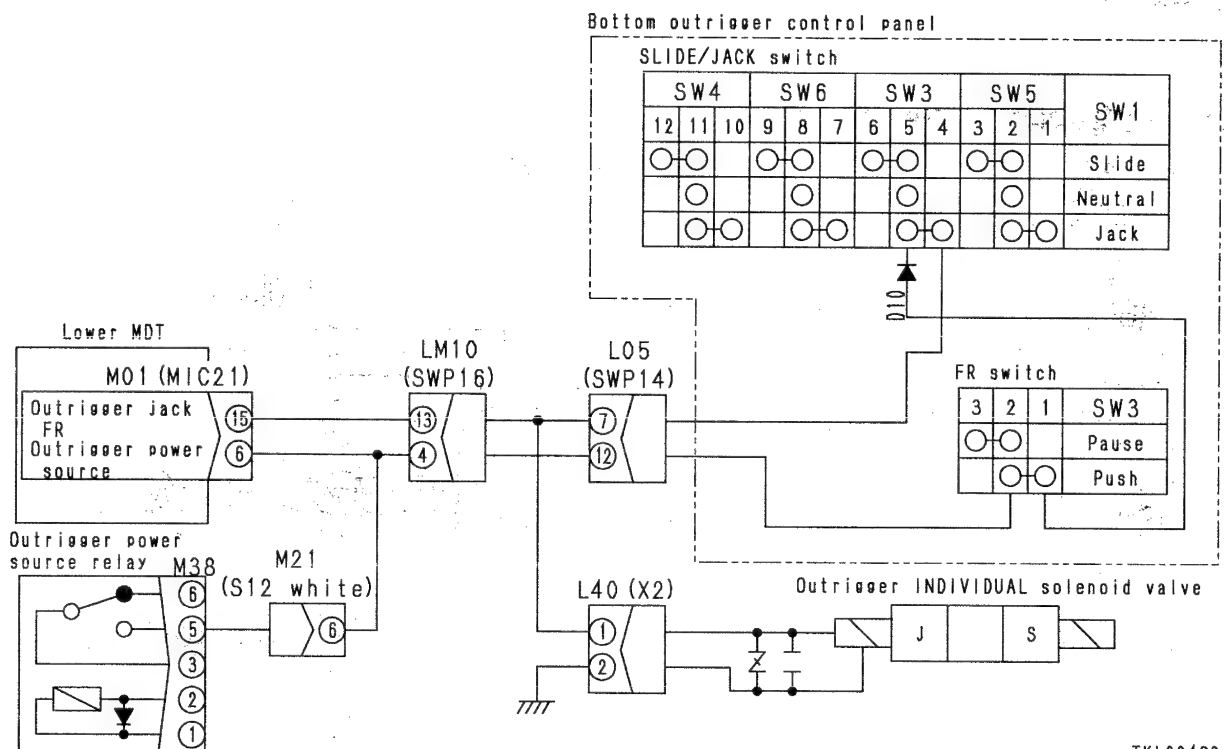 Bottom outrigger control panel
SLIDE/JACK switch
SW4 SW6 SW3 SW5 SW1
12 11 10 9 8 7 6 5 4 3 2 1
Slide
Neutral
Jack
D10
Lower MDT
M01 (MIC21)
Outrigger jack
FR
Outrigger power
source
15
6
LM10
(SWP16)
13
4
L05
(SWP14)
7
12
FR switch
3 2 1 SW3
Pause
Push
Outrigger power
source relay
M38
6
5
3
2
1
M21
(S12 white)
6
L40 (X2)
1
2
Outrigger INDIVIDUAL solenoid valve
J S